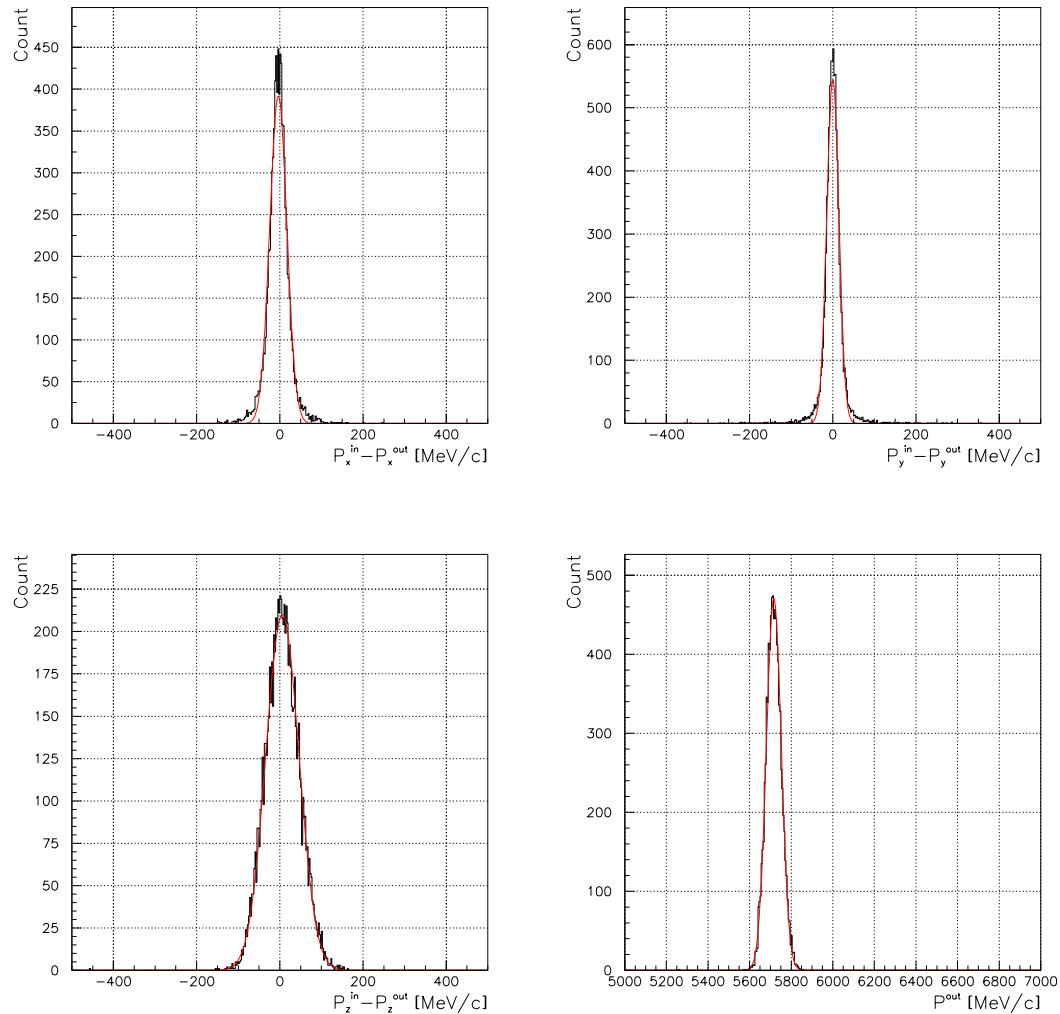 Count
450
400
350
300
250
200
150
100
50
0
−400 −200 0 200 400
P_x^in−P_x^out [MeV/c]
Count
600
500
400
300
200
100
0
−400 −200 0 200 400
P_y^in−P_y^out [MeV/c]
Count
225
200
175
150
125
100
75
50
25
0
−400 −200 0 200 400
P_z^in−P_z^out [MeV/c]
Count
500
400
300
200
100
0
5000 5200 5400 5600 5800 6000 6200 6400 6600 6800 7000
P^out [MeV/c]